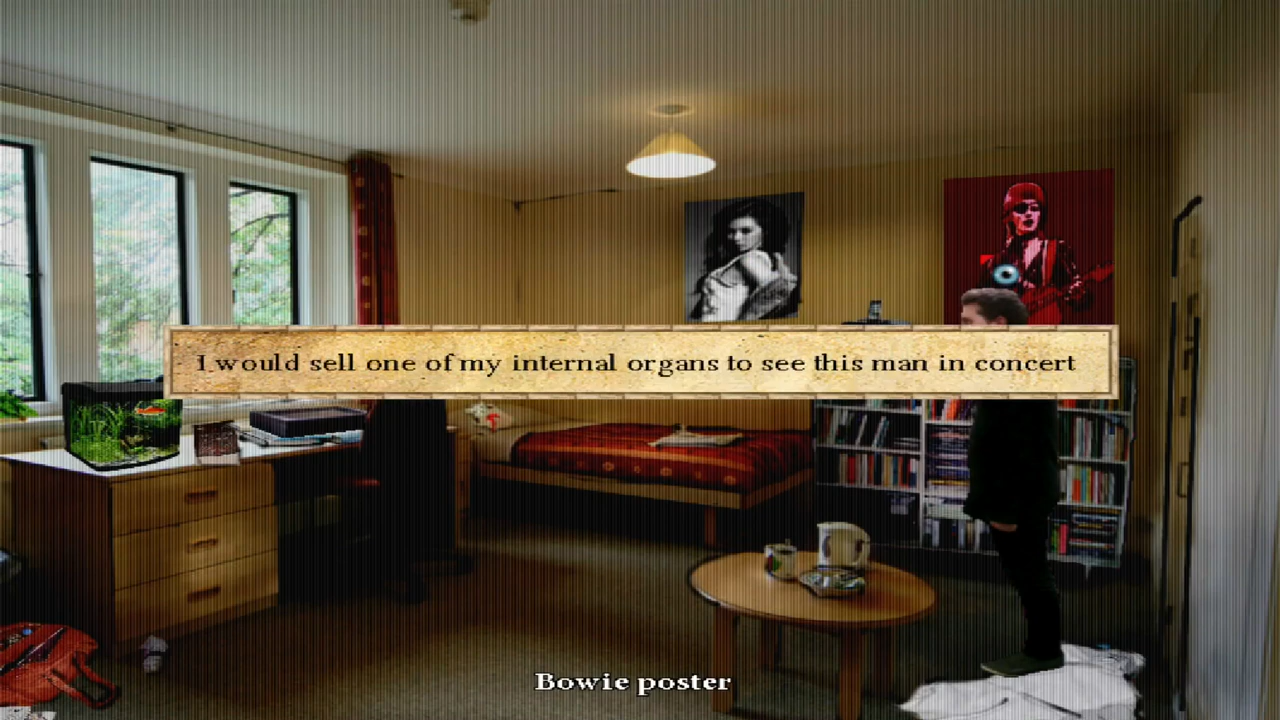 I would sell one of my internal organs to see this man in concert
Bowie poster